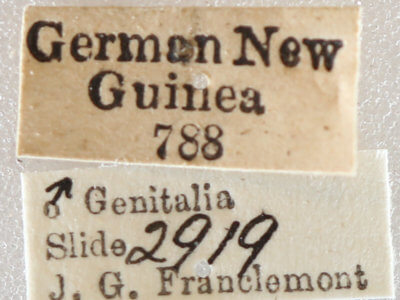 German New
Guinea
788
♂ Genitalia
Slide 2919
J. G. Franclemont